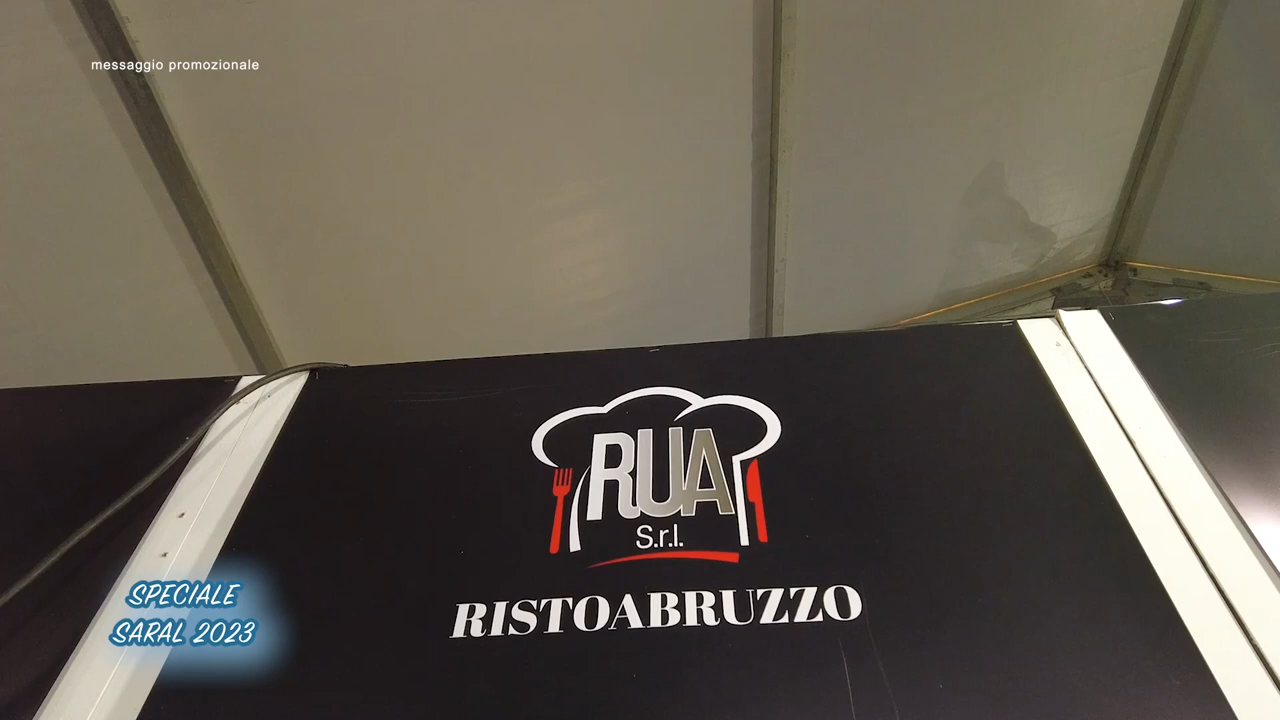 messaggio promozionale
RUA
S.r.l.
RISTOABRUZZO
SPECIALE
SARAL 2023